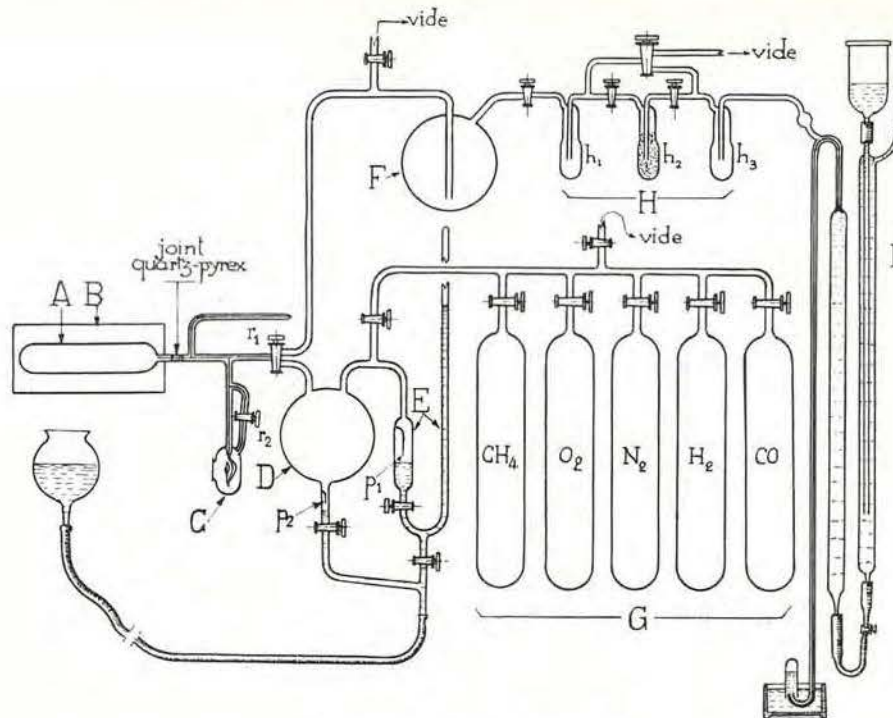 vide
vide
F
h₁
h₂
h₃
H
joint
quartz-pyrex
vide
A
B
r₁
r₂
E
D
C
p₁
p₂
CH₄
O₂
N₂
H₂
CO
G